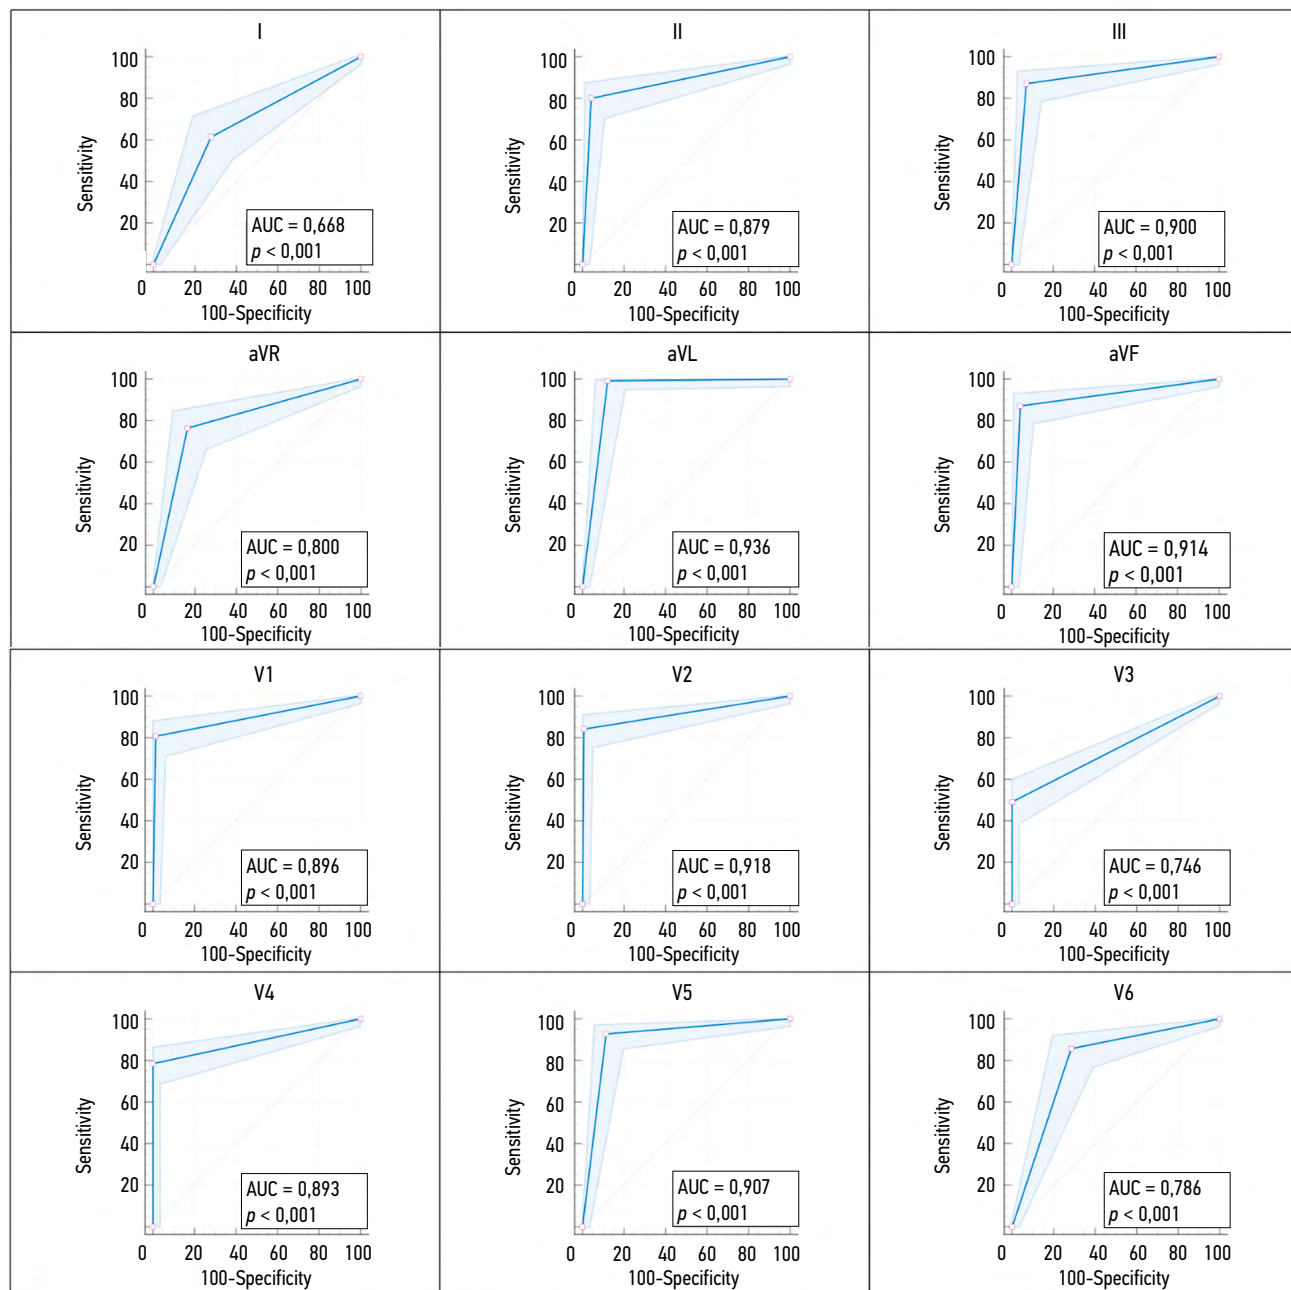 I
100
80
60
40
20
Sensitivity
AUC = 0,668
p < 0,001
0 20 40 60 80 100
100-Specificity
II
100
80
60
40
20
Sensitivity
AUC = 0,879
p < 0,001
0 20 40 60 80 100
100-Specificity
III
100
80
60
40
20
Sensitivity
AUC = 0,900
p < 0,001
0 20 40 60 80 100
100-Specificity
aVR
100
80
60
40
20
Sensitivity
AUC = 0,800
p < 0,001
0 20 40 60 80 100
100-Specificity
aVL
100
80
60
40
20
Sensitivity
AUC = 0,936
p < 0,001
0 20 40 60 80 100
100-Specificity
aVF
100
80
60
40
20
Sensitivity
AUC = 0,914
p < 0,001
0 20 40 60 80 100
100-Specificity
V1
100
80
60
40
20
Sensitivity
AUC = 0,896
p < 0,001
0 20 40 60 80 100
100-Specificity
V2
100
80
60
40
20
Sensitivity
AUC = 0,918
p < 0,001
0 20 40 60 80 100
100-Specificity
V3
100
80
60
40
20
Sensitivity
AUC = 0,746
p < 0,001
0 20 40 60 80 100
100-Specificity
V4
100
80
60
40
20
Sensitivity
AUC = 0,893
p < 0,001
0 20 40 60 80 100
100-Specificity
V5
100
80
60
40
20
Sensitivity
AUC = 0,907
p < 0,001
0 20 40 60 80 100
100-Specificity
V6
100
80
60
40
20
Sensitivity
AUC = 0,786
p < 0,001
0 20 40 60 80 100
100-Specificity